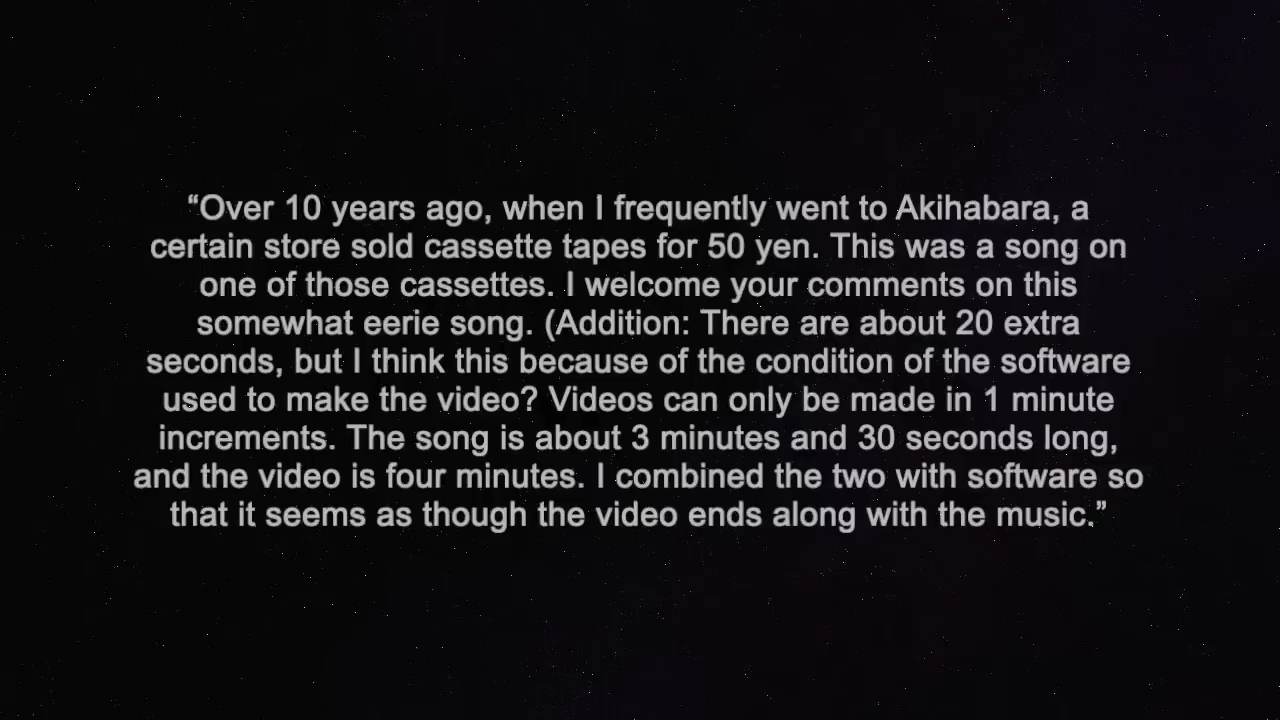 “Over 10 years ago, when I frequently went to Akihabara, a
certain store sold cassette tapes for 50 yen. This was a song on
one of those cassettes. I welcome your comments on this
somewhat eerie song. (Addition: There are about 20 extra
seconds, but I think this because of the condition of the software
used to make the video? Videos can only be made in 1 minute
increments. The song is about 3 minutes and 30 seconds long,
and the video is four minutes. I combined the two with software so
that it seems as though the video ends along with the music.”